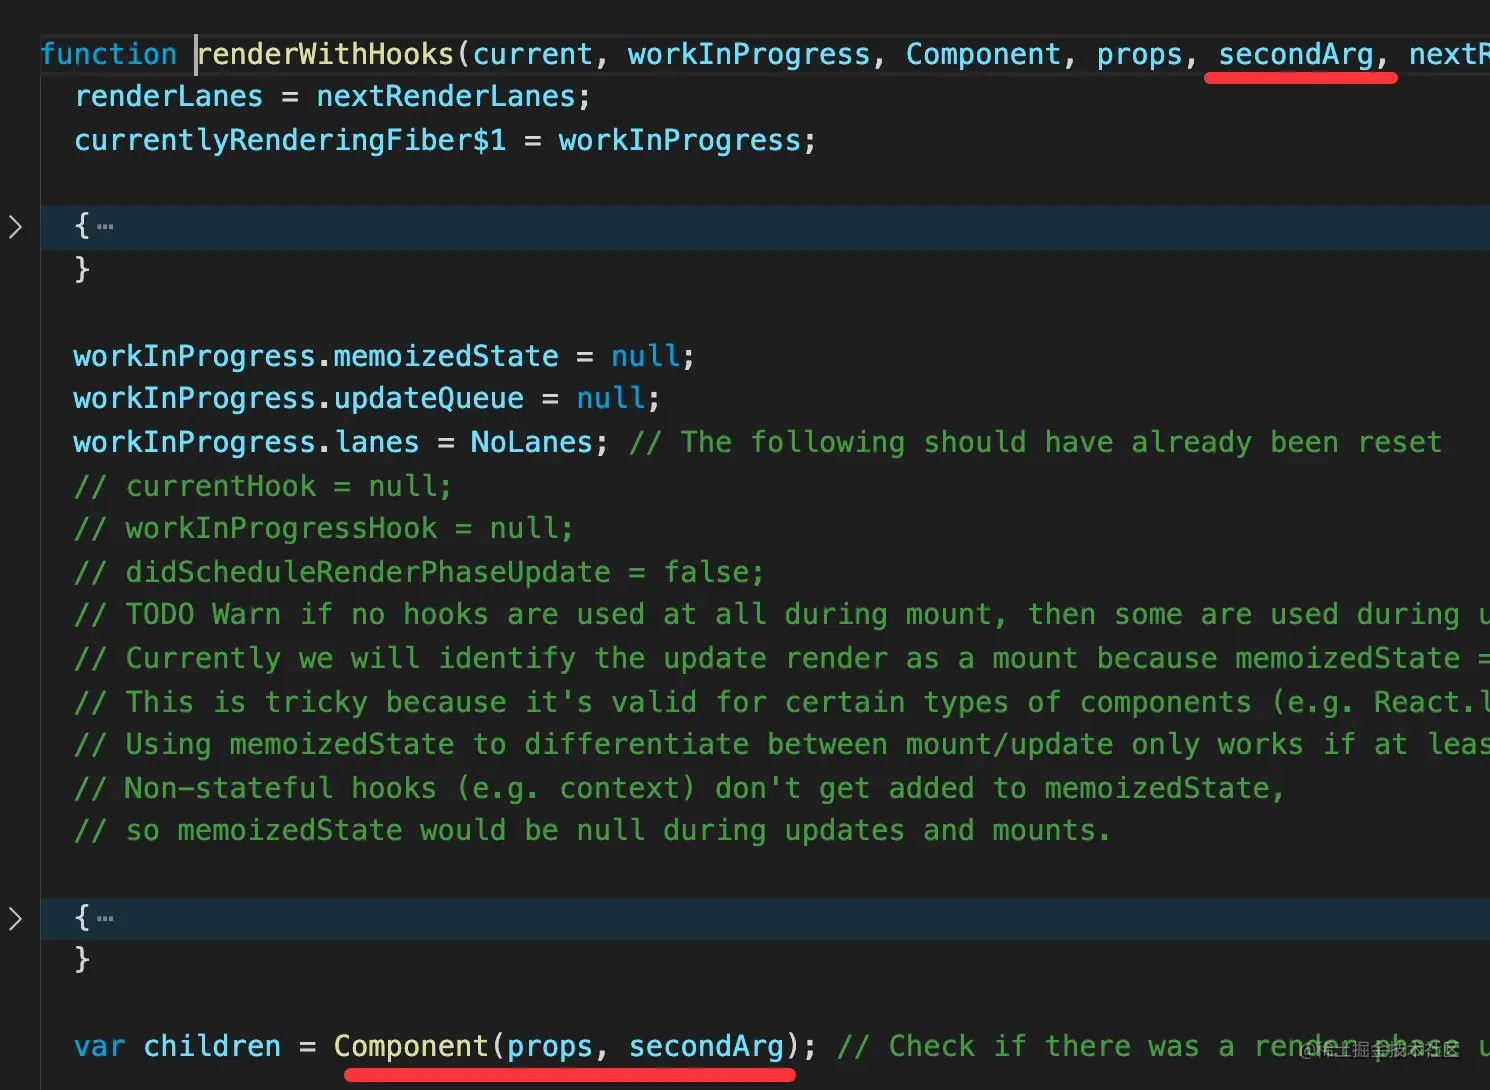 function renderWithHooks(current, workInProgress, Component, props, secondArg, nextR
renderLanes = nextRenderLanes;
currentlyRenderingFiber$1 = workInProgress;
{…
}
workInProgress.memoizedState = null;
workInProgress.updateQueue = null;
workInProgress.lanes = NoLanes; // The following should have already been reset
// currentHook = null;
// workInProgressHook = null;
// didScheduleRenderPhaseUpdate = false;
// TODO Warn if no hooks are used at all during mount, then some are used during u
// Currently we will identify the update render as a mount because memoizedState =
// This is tricky because it's valid for certain types of components (e.g. React.l
// Using memoizedState to differentiate between mount/update only works if at leas
// Non-stateful hooks (e.g. context) don't get added to memoizedState,
// so memoizedState would be null during updates and mounts.
{…
}
var children = Component(props, secondArg); // Check if there was a render phase u
@稀土掘金技术社区